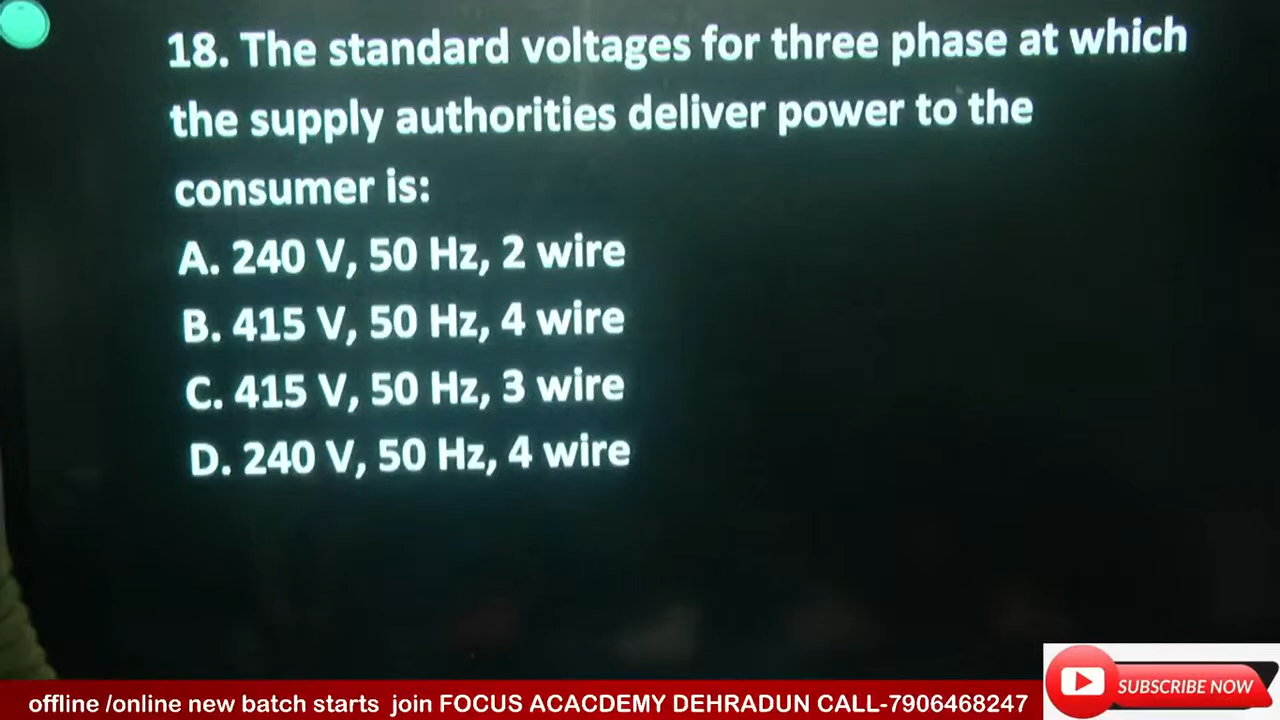 18. The standard voltages for three phase at which
the supply authorities deliver power to the
consumer is:
A. 240 V, 50 Hz, 2 wire
B. 415 V, 50 Hz, 4 wire
C. 415 V, 50 Hz, 3 wire
D. 240 V, 50 Hz, 4 wire
SUBSCRIBE NOW
offline /online new batch starts join FOCUS ACACDEMY DEHRADUN CALL-7906468247